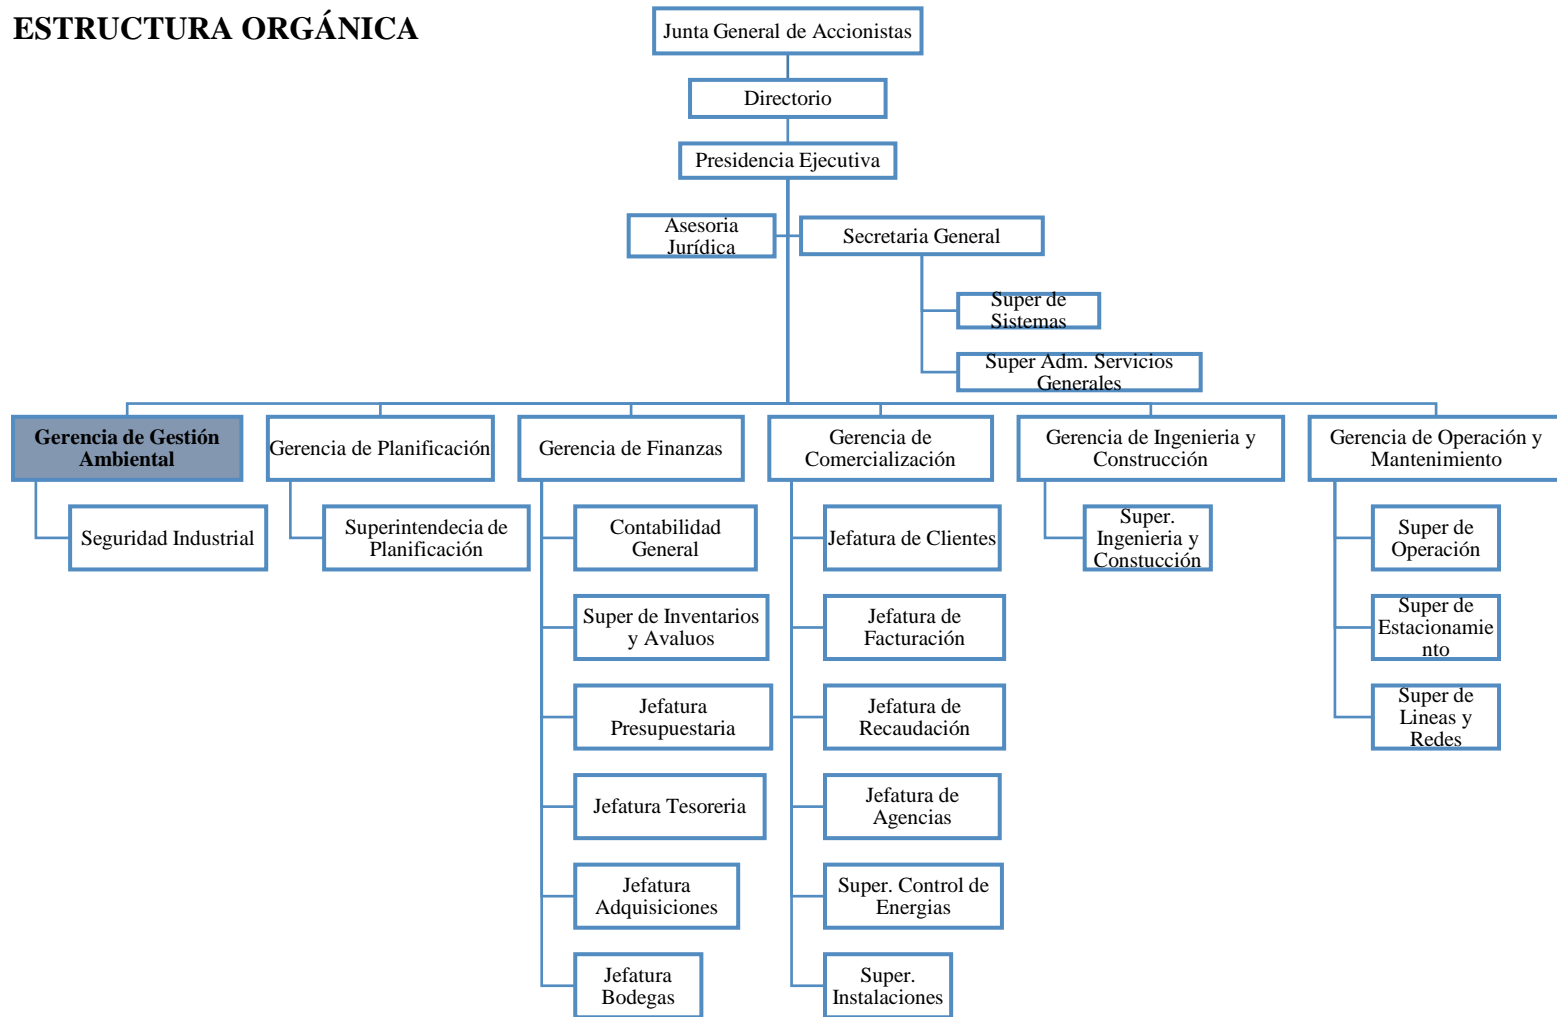 ESTRUCTURA ORGÁNICA
Junta General de Accionistas
Directorio
Presidencia Ejecutiva
Asesoria
Jurídica
Secretaria General
Super de
Sistemas
Super Adm. Servicios
Generales
Gerencia de Gestión
Ambiental
Gerencia de Planificación
Gerencia de Finanzas
Gerencia de
Comercialización
Gerencia de Ingenieria y
Construcción
Gerencia de Operación y
Mantenimiento
Seguridad Industrial
Superintendecia de
Planificación
Contabilidad
General
Super de Inventarios
y Avaluos
Jefatura
Presupuestaria
Jefatura Tesoreria
Jefatura
Adquisiciones
Jefatura
Bodegas
Jefatura de Clientes
Jefatura de
Facturación
Jefatura de
Recaudación
Jefatura de
Agencias
Super. Control de
Energias
Super.
Instalaciones
Super.
Ingenieria y
Constucción
Super de
Operación
Super de
Estacionamie
nto
Super de
Lineas y
Redes